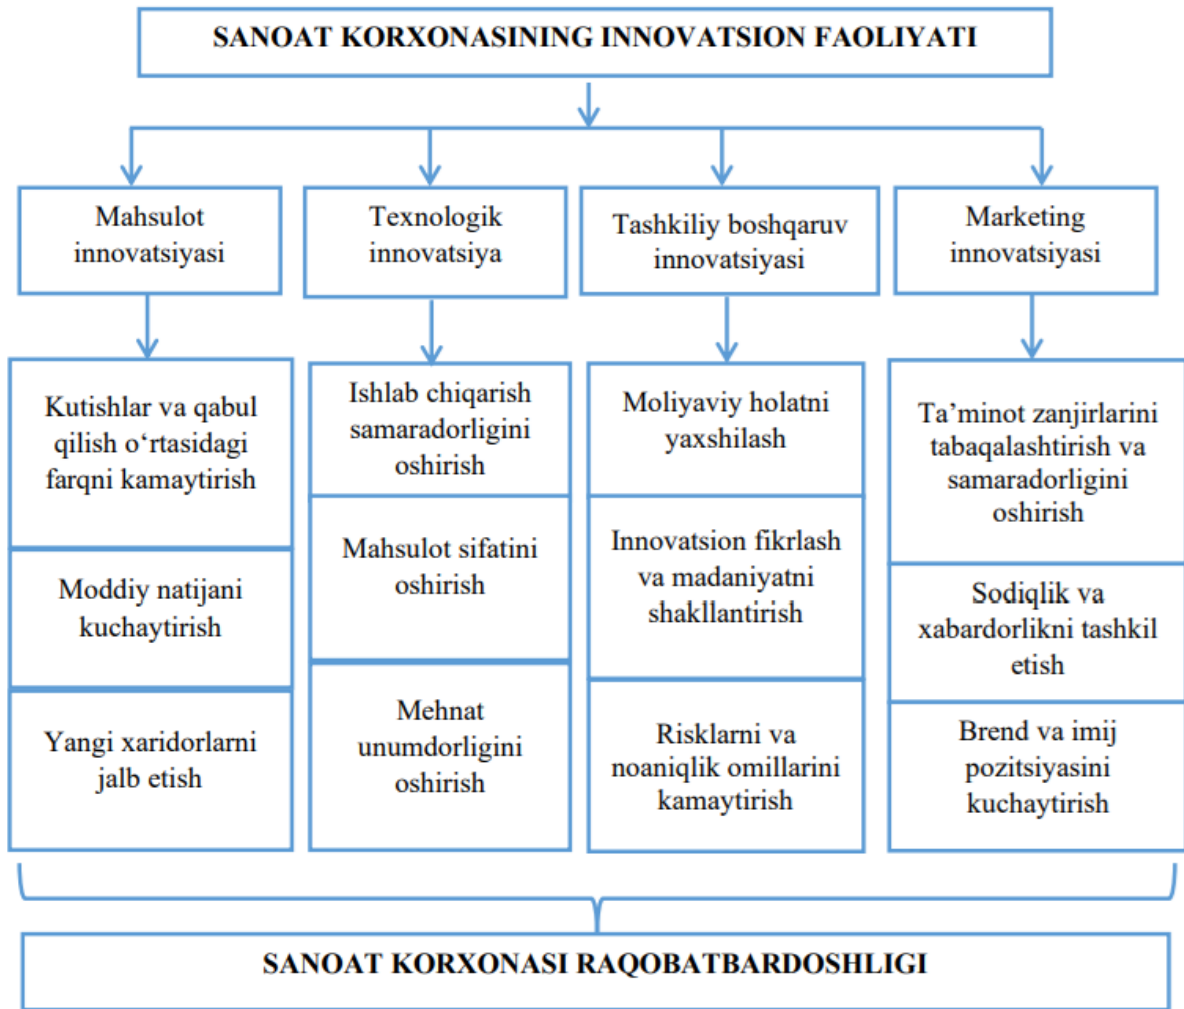 SANOAT KORXONASINING INNOVATSION FAOLIYATI
Mahsulot
innovatsiyasi
Texnologik
innovatsiya
Tashkiliy boshqaruv
innovatsiyasi
Marketing
innovatsiyasi
Kutishlar va qabul
qilish o‘rtasidagi
farqni kamaytirish
Moddiy natijani
kuchaytirish
Yangi xaridorlarni
jalb etish
Ishlab chiqarish
samaradorligini
oshirish
Mahsulot sifatini
oshirish
Mehnat
unumdorligini
oshirish
Moliyaviy holatni
yaxshilash
Innovatsion fikrlash
va madaniyatni
shakllantirish
Risklarni va
noaniqlik omillarini
kamaytirish
Ta’minot zanjirlarini
tabaqalashtirish va
samaradorligini
oshirish
Sodiqlik va
xabardorlikni tashkil
etish
Brend va imij
pozitsiyasini
kuchaytirish
SANOAT KORXONASI RAQOBATBARDOSHLIGI